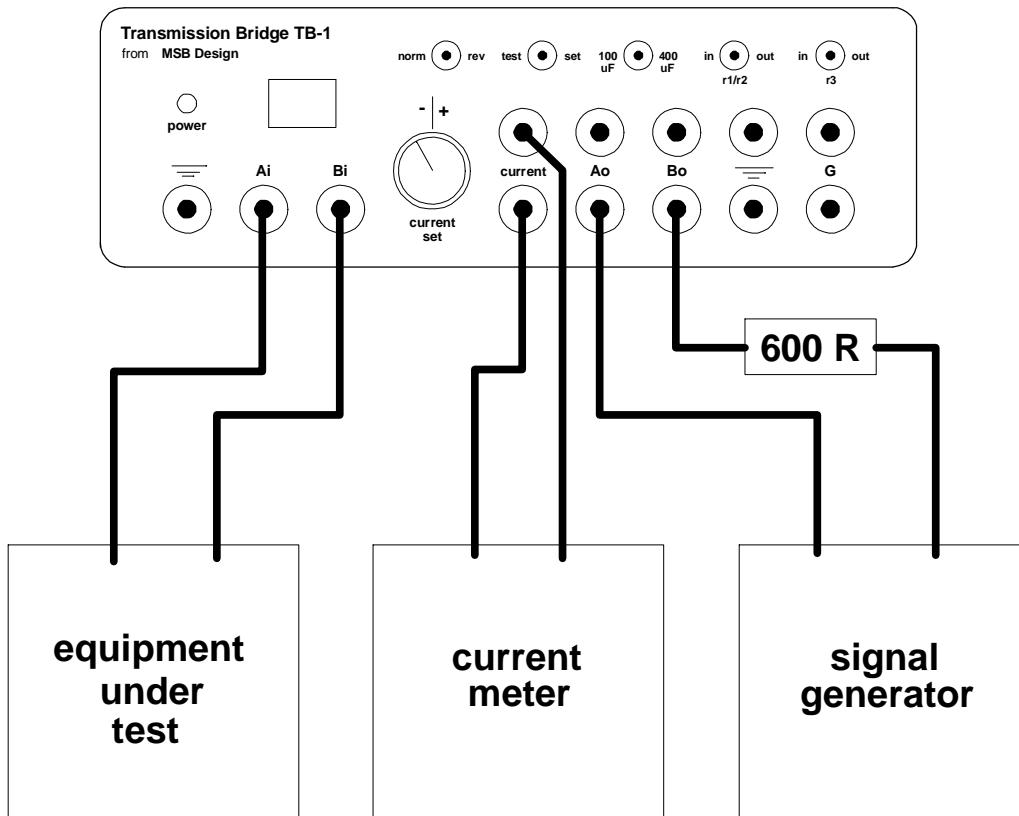 Transmission Bridge TB-1
from MSB Design
norm rev test set 100 uF 400 uF in out in out
r1/r2 r3
- +
power
Ai Bi current Ao Bo G
current
set
600 R
equipment
under
test
current
meter
signal
generator